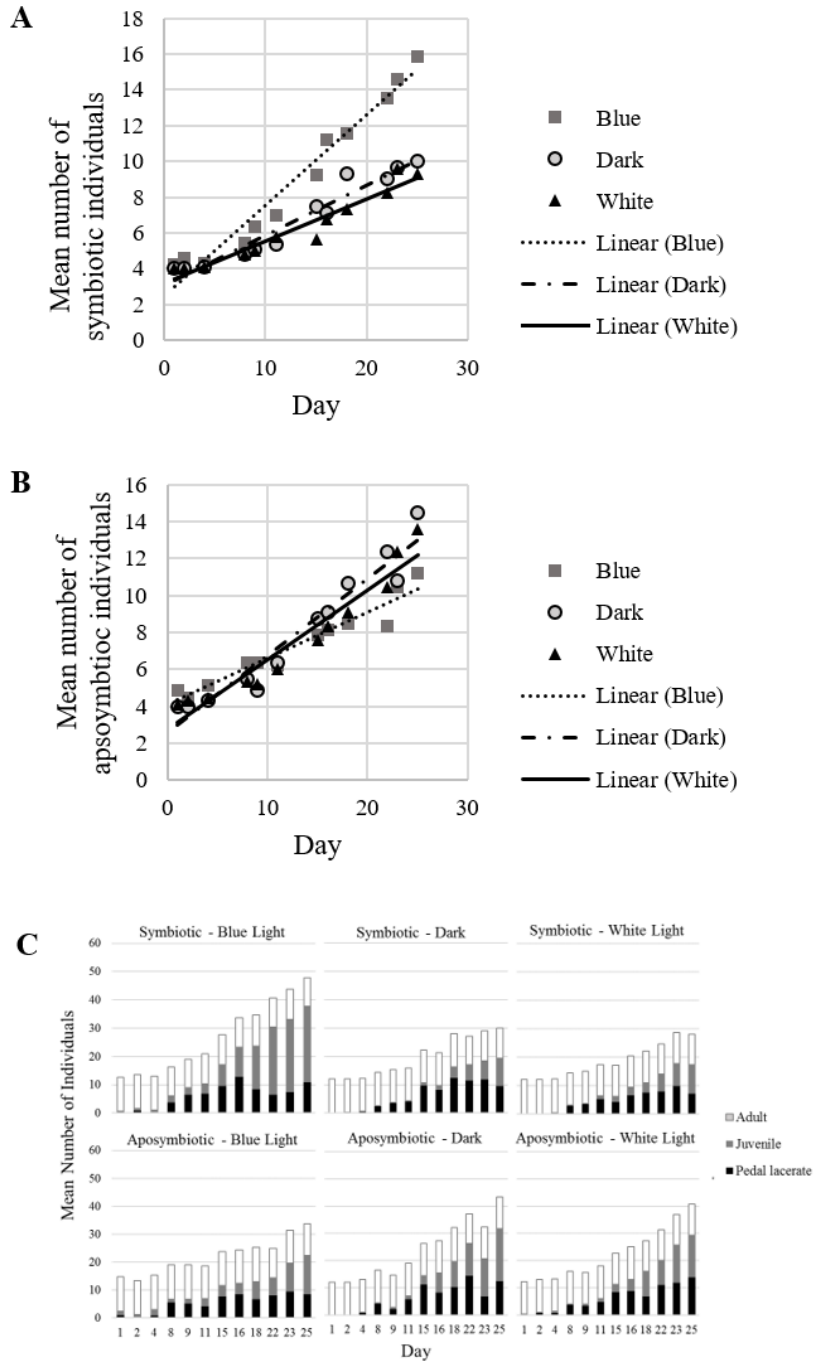 A
Mean number of
symbiotic individuals
18
16
14
12
10
8
6
4
2
0
0 10 20 30
Day
Blue
Dark
White
Linear (Blue)
Linear (Dark)
Linear (White)
B
Mean number of
apsoymbtioc individuals
16
14
12
10
8
6
4
2
0
0 10 20 30
Day
Blue
Dark
White
Linear (Blue)
Linear (Dark)
Linear (White)
C
Mean Number of Individuals
Symbiotic - Blue Light Symbiotic - Dark Symbiotic - White Light
60
50
40
30
20
10
0
Aposymbiotic - Blue Light Aposymbiotic - Dark Aposymbiotic - White Light
60
50
40
30
20
10
0
1 2 4 8 9 11 15 16 18 22 23 25 1 2 4 8 9 11 15 16 18 22 23 25 1 2 4 8 9 11 15 16 18 22 23 25
Day
Adult
Juvenile
Pedal lacerate